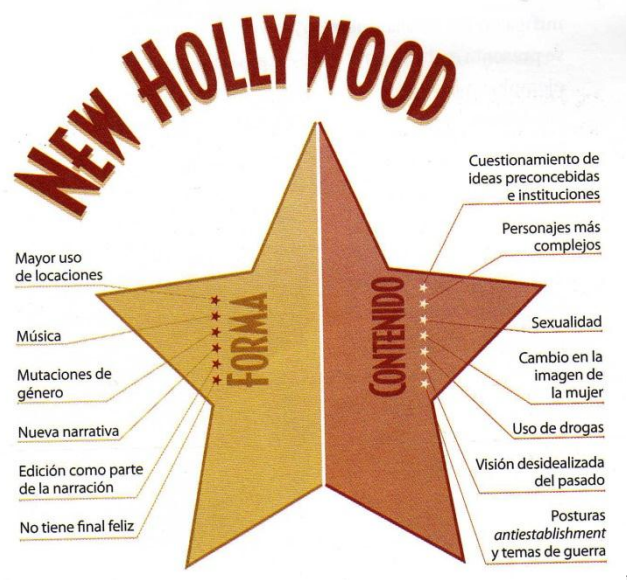 NEW HOLLYWOOD
Mayor uso
de locaciones
Música
Mutaciones de
género
Nueva narrativa
Edición como parte
de la narración
No tiene final feliz
FORMA
CONTENIDO
Cuestionamiento de
ideas preconcebidas
e instituciones
Personajes más
complejos
Sexualidad
Cambio en la
imagen de
la mujer
Uso de drogas
Visión desidealizada
del pasado
Posturas
antiestablishment
y temas de guerra